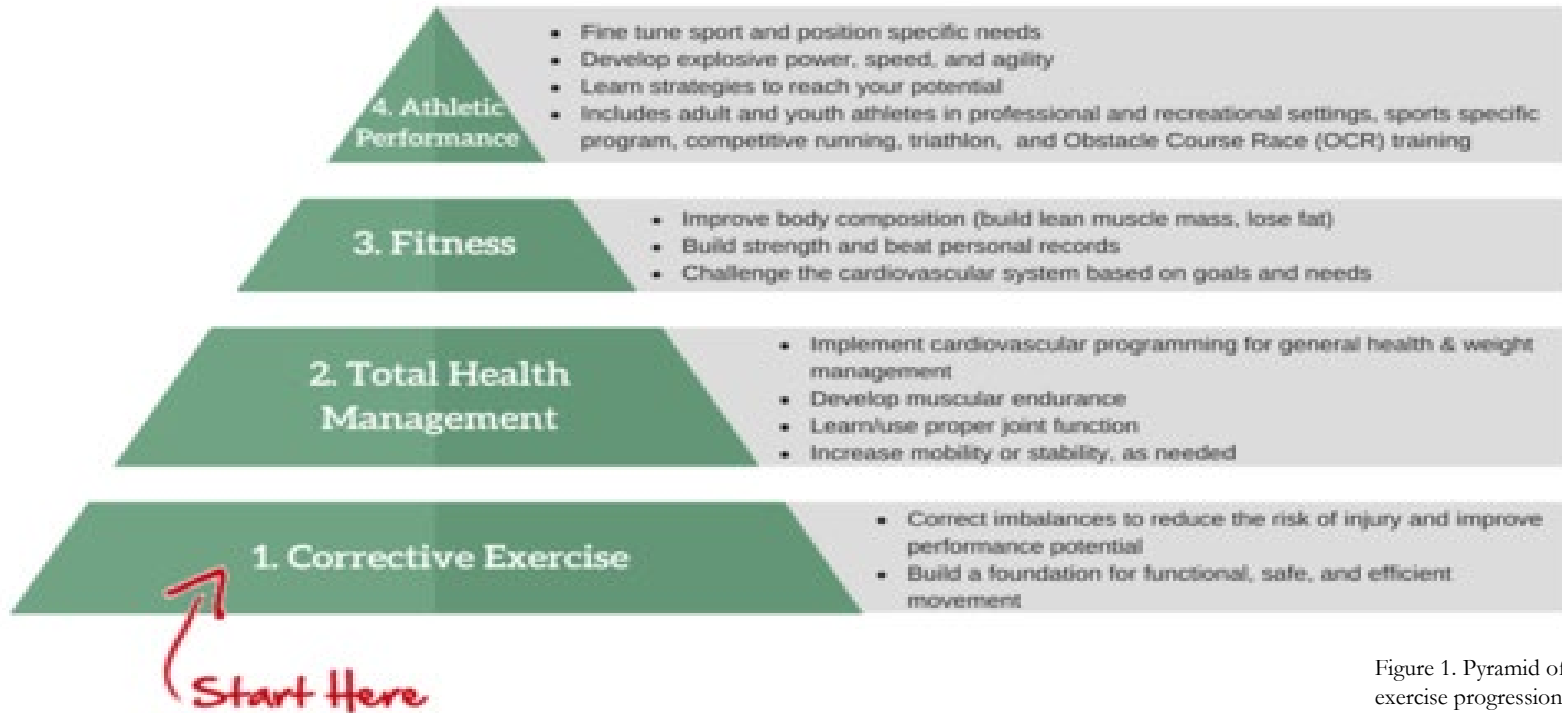 4. Athletic
Performance
• Fine tune sport and position specific needs
• Develop explosive power, speed, and agility
• Learn strategies to reach your potential
• Includes adult and youth athletes in professional and recreational settings, sports specific
program, competitive running, triathlon, and Obstacle Course Race (OCR) training
3. Fitness
• Improve body composition (build lean muscle mass, lose fat)
• Build strength and beat personal records
• Challenge the cardiovascular system based on goals and needs
2. Total Health
Management
• Implement cardiovascular programming for general health & weight
management
• Develop muscular endurance
• Learn/use proper joint function
• Increase mobility or stability, as needed
1. Corrective Exercise
• Correct imbalances to reduce the risk of injury and improve
performance potential
• Build a foundation for functional, safe, and efficient
movement
Start Here
Figure 1. Pyramid of
exercise progression